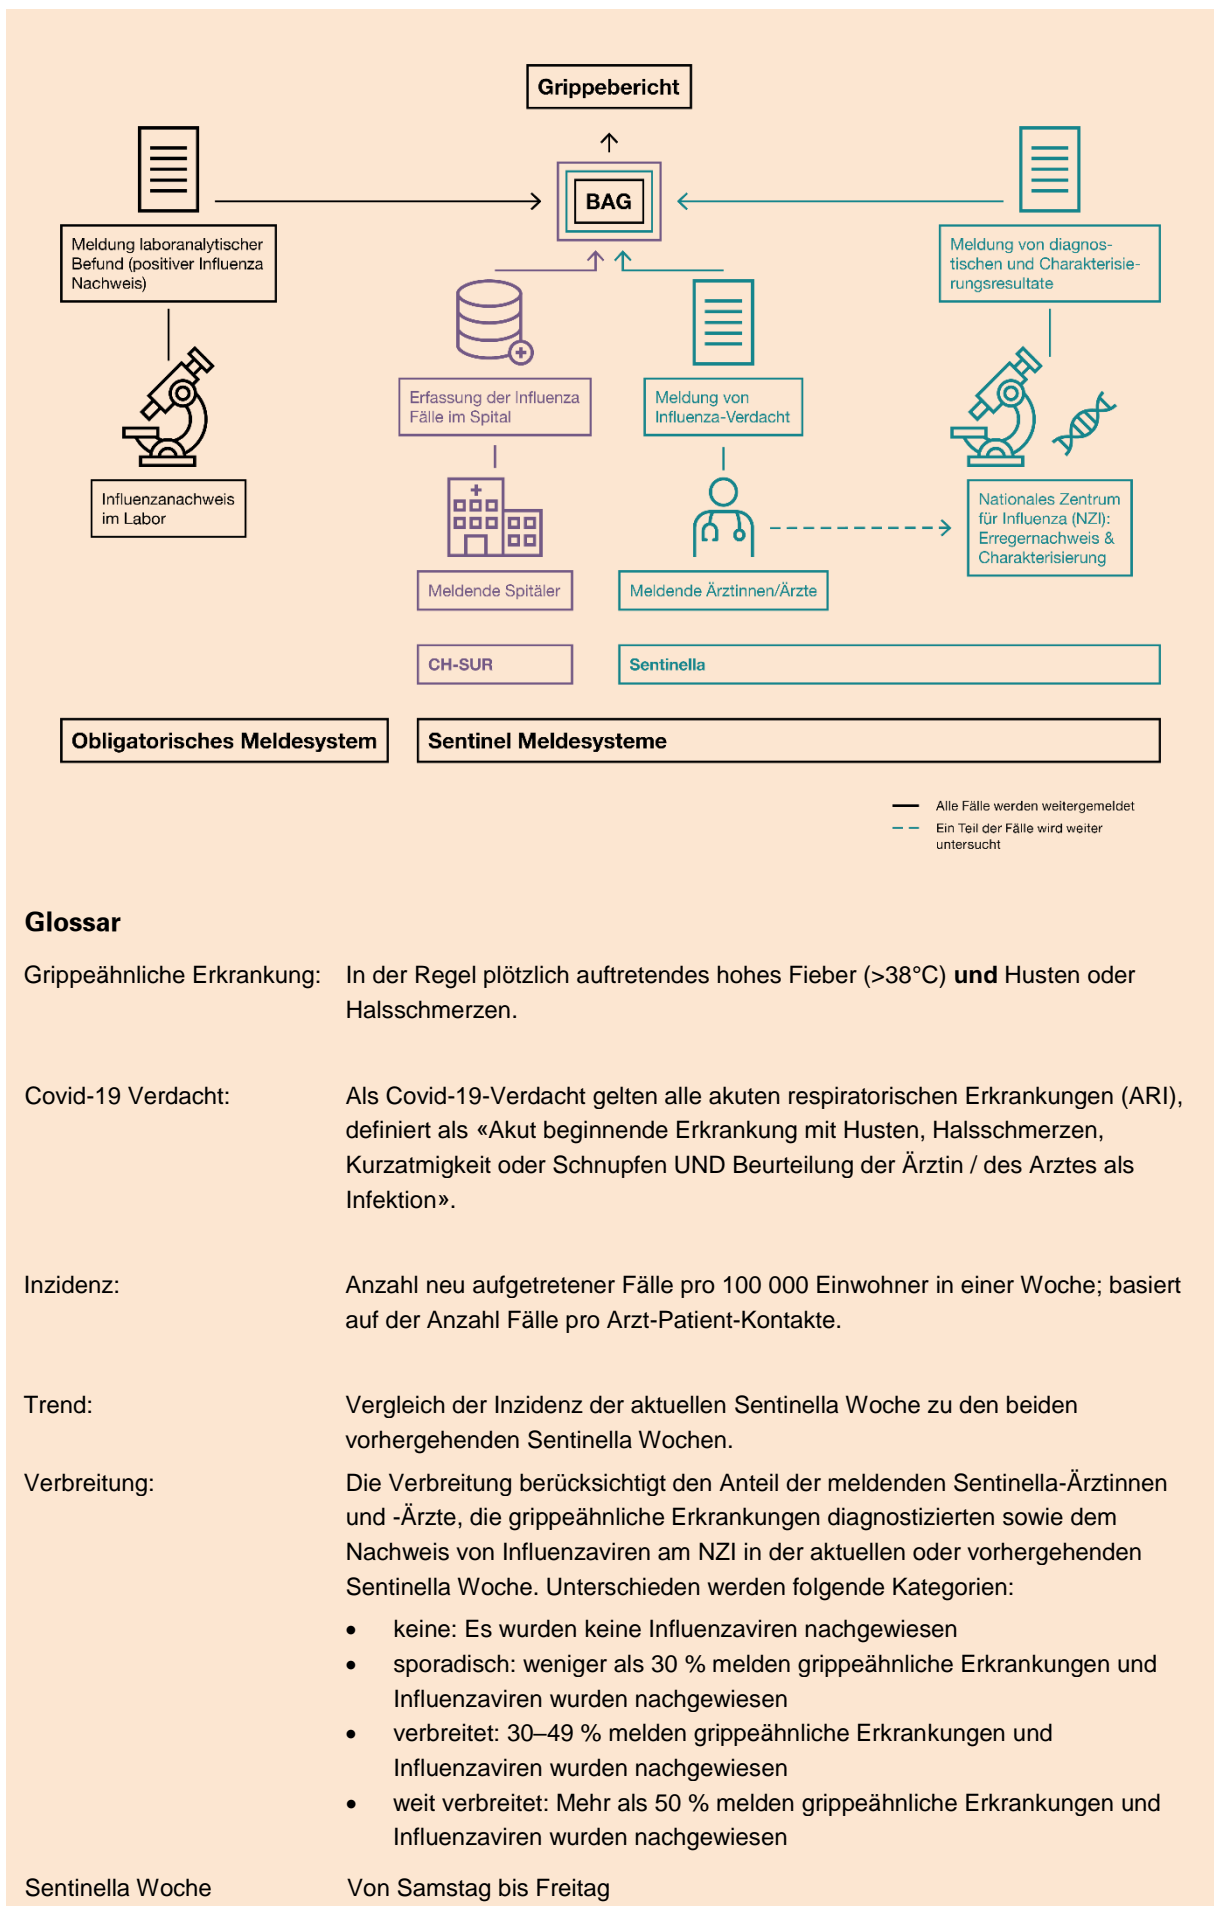 Grippebericht
BAG
Meldung laboranalytischer
Befund (positiver Influenza
Nachweis)
Meldung von diagnos-
tischen und Charakterisie-
rungsresultate
Erfassung der Influenza
Fälle im Spital
Meldung von
Influenza-Verdacht
Influenzanachweis
im Labor
Nationales Zentrum
für Influenza (NZI):
Erregernachweis &
Charakterisierung
Meldende Spitäler
Meldende Ärztinnen/Ärzte
CH-SUR
Sentinella
Obligatorisches Meldesystem
Sentinel Meldesysteme
Alle Fälle werden weitergemeldet
Ein Teil der Fälle wird weiter
untersucht
Glossar
Grippeähnliche Erkrankung: In der Regel plötzlich auftretendes hohes Fieber (>38°C) und Husten oder
Halsschmerzen.
Covid-19 Verdacht: Als Covid-19-Verdacht gelten alle akuten respiratorischen Erkrankungen (ARI),
definiert als «Akut beginnende Erkrankung mit Husten, Halsschmerzen,
Kurzatmigkeit oder Schnupfen UND Beurteilung der Ärztin / des Arztes als
Infektion».
Inzidenz: Anzahl neu aufgetretener Fälle pro 100 000 Einwohner in einer Woche; basiert
auf der Anzahl Fälle pro Arzt-Patient-Kontakte.
Trend: Vergleich der Inzidenz der aktuellen Sentinella Woche zu den beiden
vorhergehenden Sentinella Wochen.
Verbreitung: Die Verbreitung berücksichtigt den Anteil der meldenden Sentinella-Ärztinnen
und -Ärzte, die grippeähnliche Erkrankungen diagnostizierten sowie dem
Nachweis von Influenzaviren am NZI in der aktuellen oder vorhergehenden
Sentinella Woche. Unterschieden werden folgende Kategorien:
• keine: Es wurden keine Influenzaviren nachgewiesen
• sporadisch: weniger als 30 % melden grippeähnliche Erkrankungen und
Influenzaviren wurden nachgewiesen
• verbreitet: 30–49 % melden grippeähnliche Erkrankungen und
Influenzaviren wurden nachgewiesen
• weit verbreitet: Mehr als 50 % melden grippeähnliche Erkrankungen und
Influenzaviren wurden nachgewiesen
Sentinella Woche Von Samstag bis Freitag